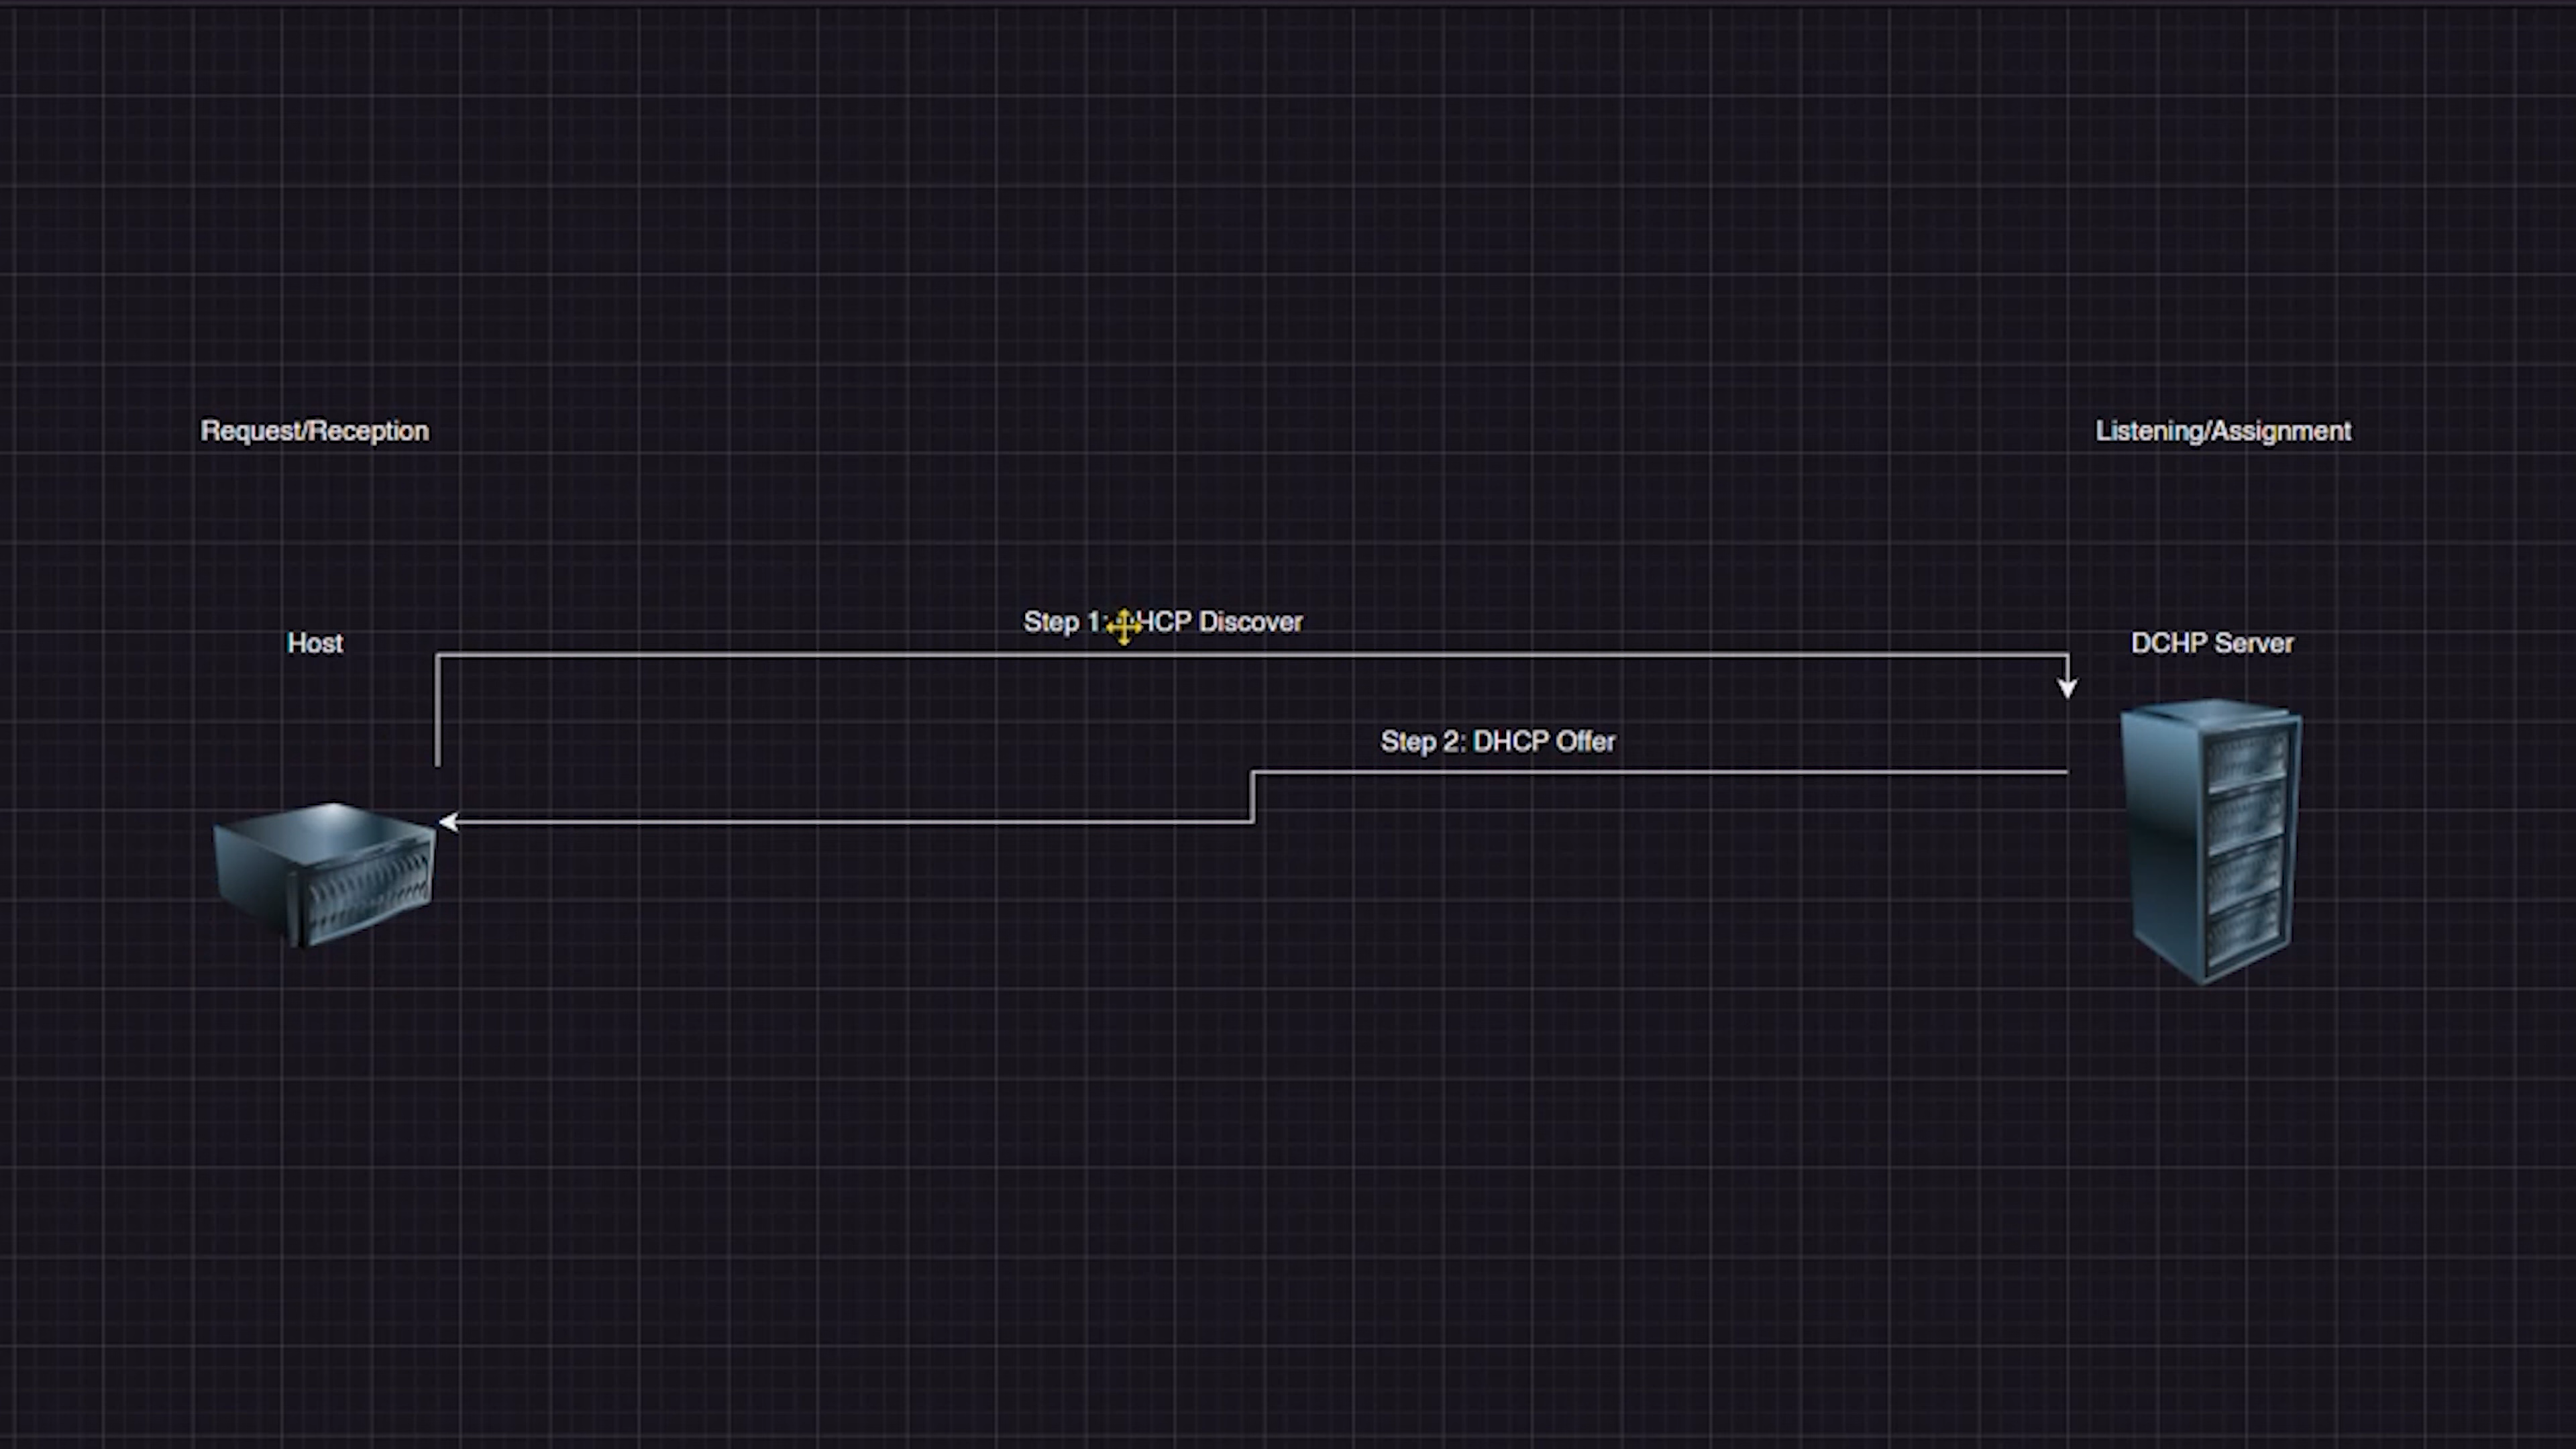 Request/Reception
Listening/Assignment
Step 1: DHCP Discover
Host
DCHP Server
Step 2: DHCP Offer